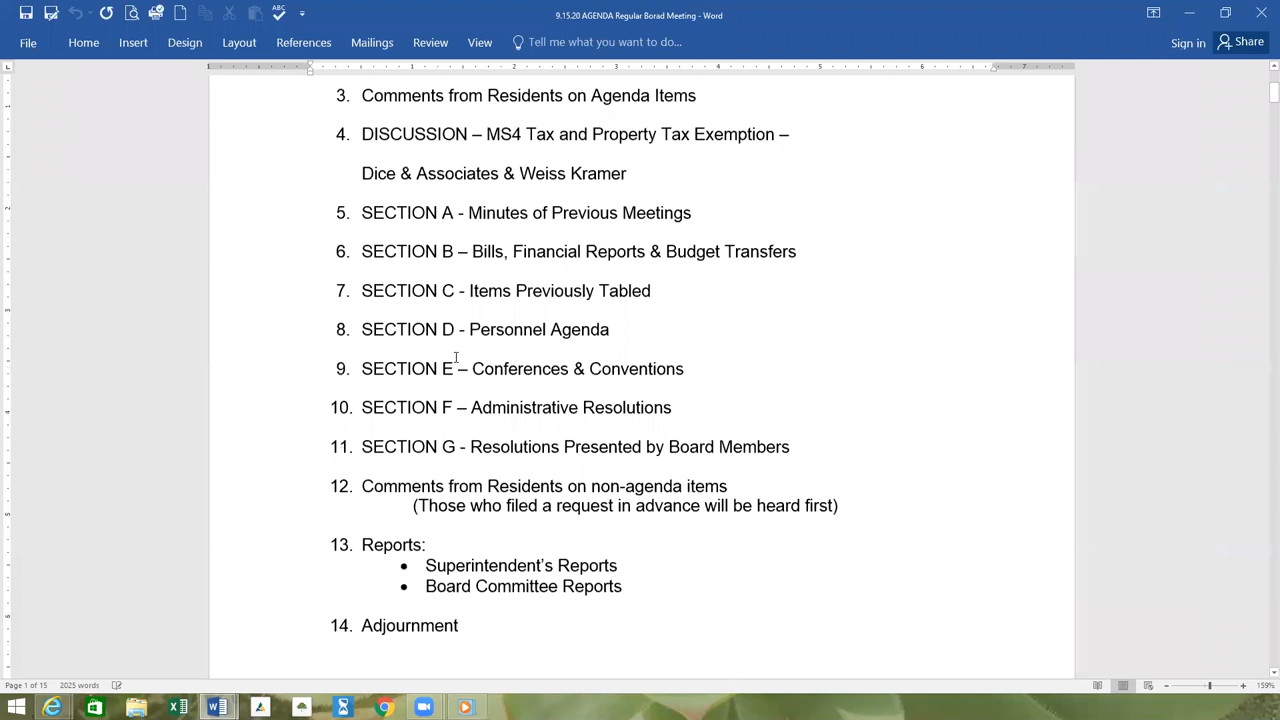 9.15.20 AGENDA Regular Borad Meeting - Word
File Home Insert Design Layout References Mailings Review View Tell me what you want to do... Sign in Share
3. Comments from Residents on Agenda Items
4. DISCUSSION – MS4 Tax and Property Tax Exemption –
Dice & Associates & Weiss Kramer
5. SECTION A - Minutes of Previous Meetings
6. SECTION B – Bills, Financial Reports & Budget Transfers
7. SECTION C - Items Previously Tabled
8. SECTION D - Personnel Agenda
9. SECTION E – Conferences & Conventions
10. SECTION F – Administrative Resolutions
11. SECTION G - Resolutions Presented by Board Members
12. Comments from Residents on non-agenda items
(Those who filed a request in advance will be heard first)
13. Reports:
• Superintendent's Reports
• Board Committee Reports
14. Adjournment
Page 1 of 15 2025 words 159%